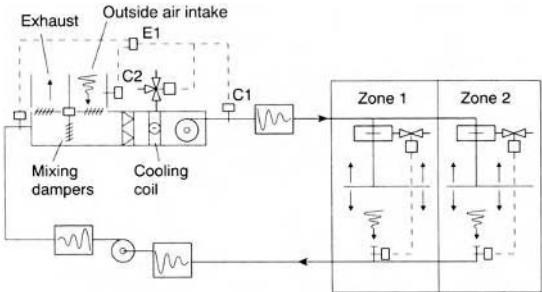 Outside air intake
Exhaust
E1
C2
C1
Zone 1
Zone 2
Mixing
dampers
Cooling
coil